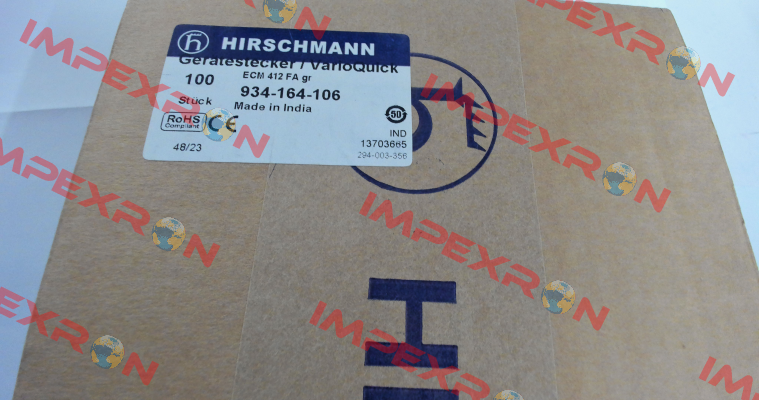 HIRSCHMANN
Gerätestecker / VarioQuick
ECM 412 FA gr
100
934-164-106
Stück
Made in India
RoHS
Compliant
CE
50
IND
13703665
48/23
294-003-356
H
IMPEXRON
IMPEXRON
IMPEXRON
IMPEXRON
IMPEXRON
IMPEXRON
IMPEXRON